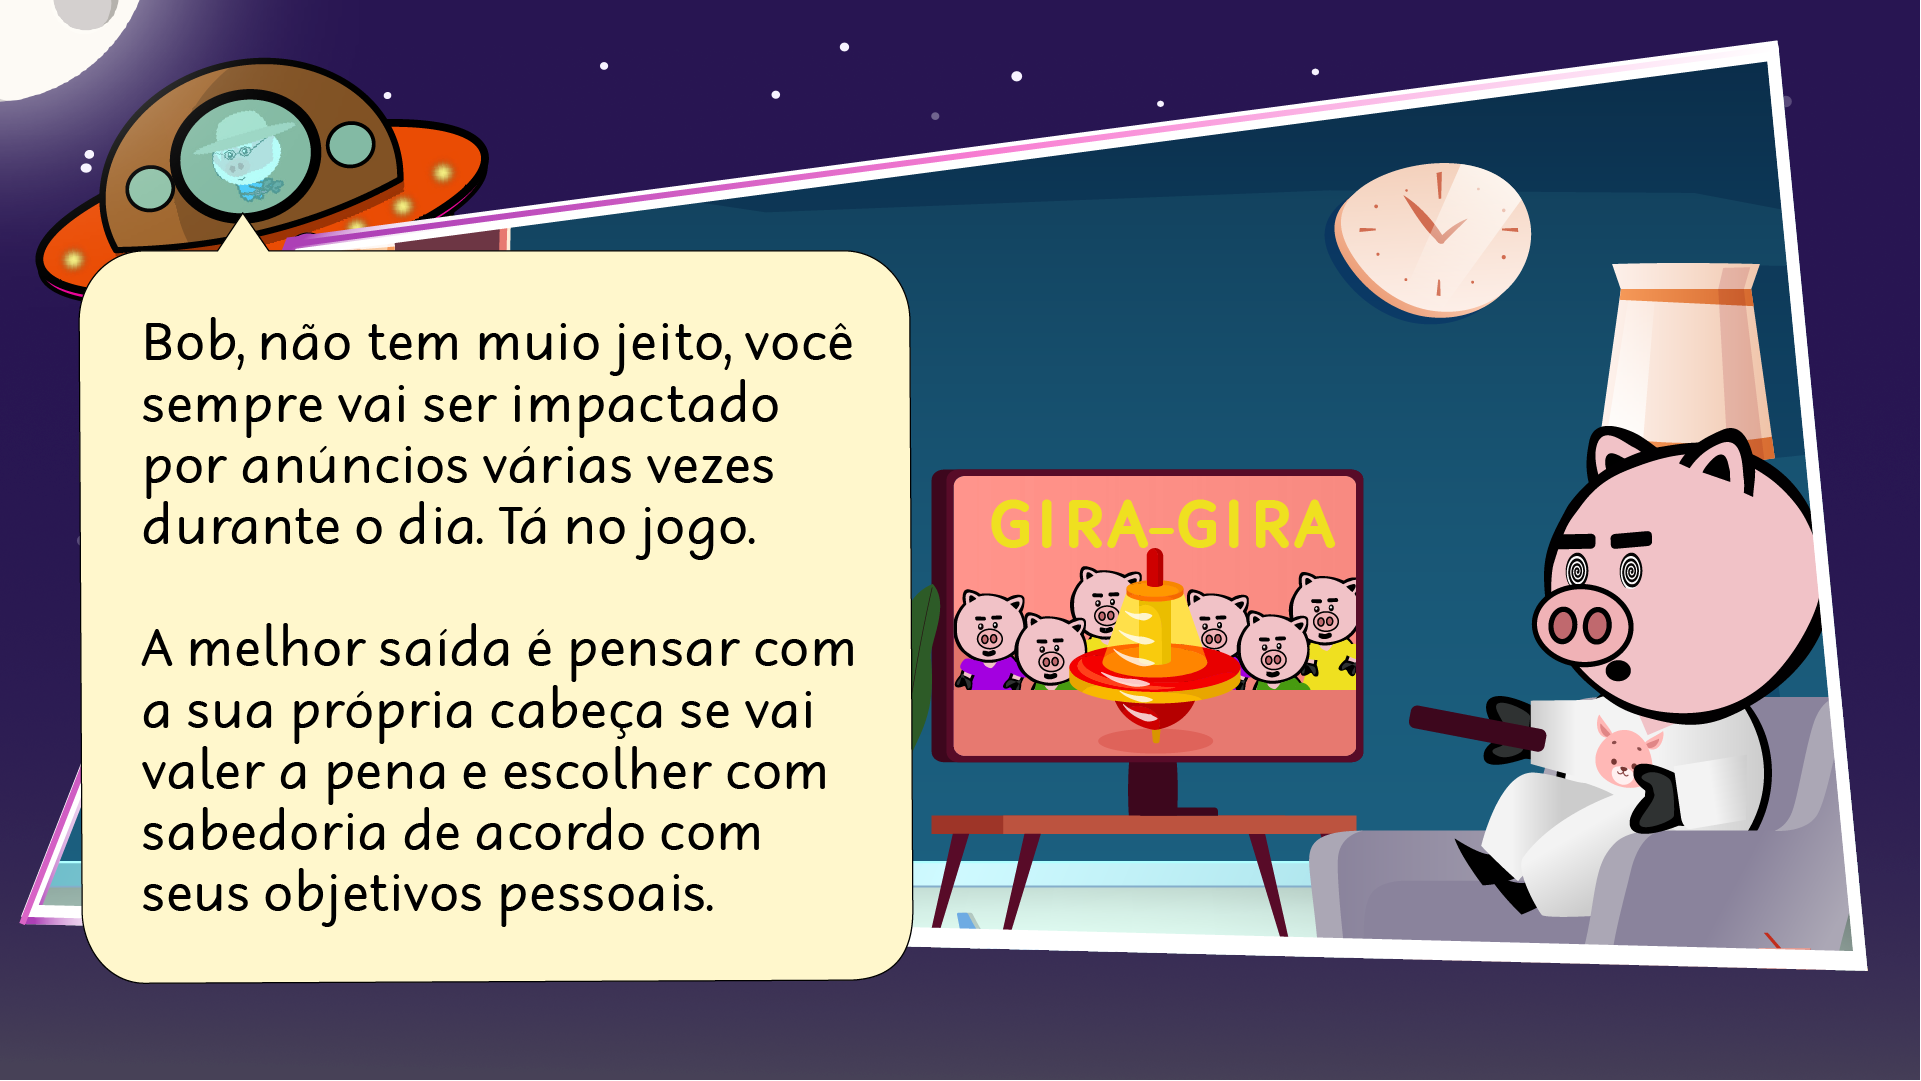 Bob, não tem muio jeito, você
sempre vai ser impactado
por anúncios várias vezes
durante o dia. Tá no jogo.
A melhor saída é pensar com
a sua própria cabeça se vai
valer a pena e escolher com
sabedoria de acordo com
seus objetivos pessoais.
GIRA-GIRA